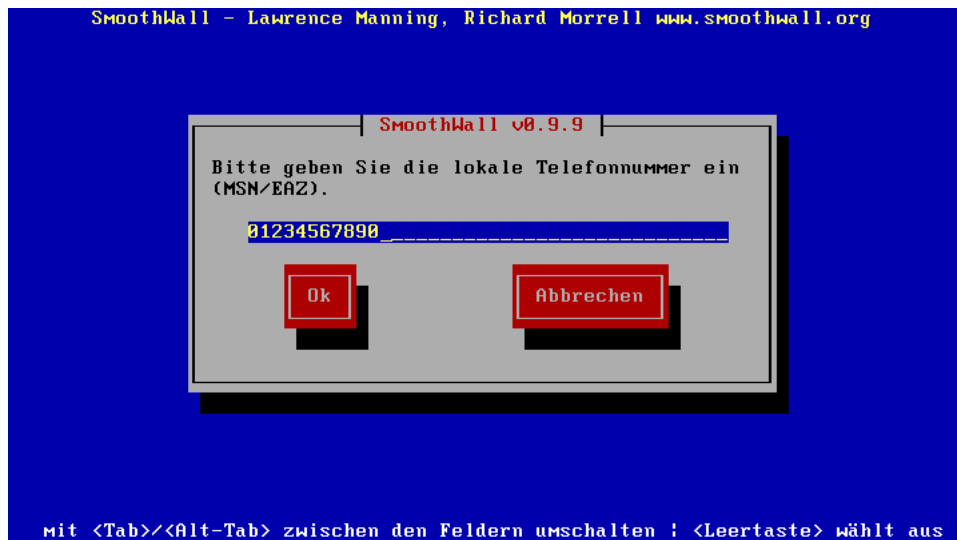 SmoothWall - Lawrence Manning, Richard Morrell www.smoothwall.org
SmoothWall v0.9.9
Bitte geben Sie die lokale Telefonnummer ein
(MSN/EAZ).
01234567890_____________________________
Ok
Abbrechen
mit <Tab>/<Alt-Tab> zwischen den Feldern umschalten ¦ <Leertaste> wählt aus